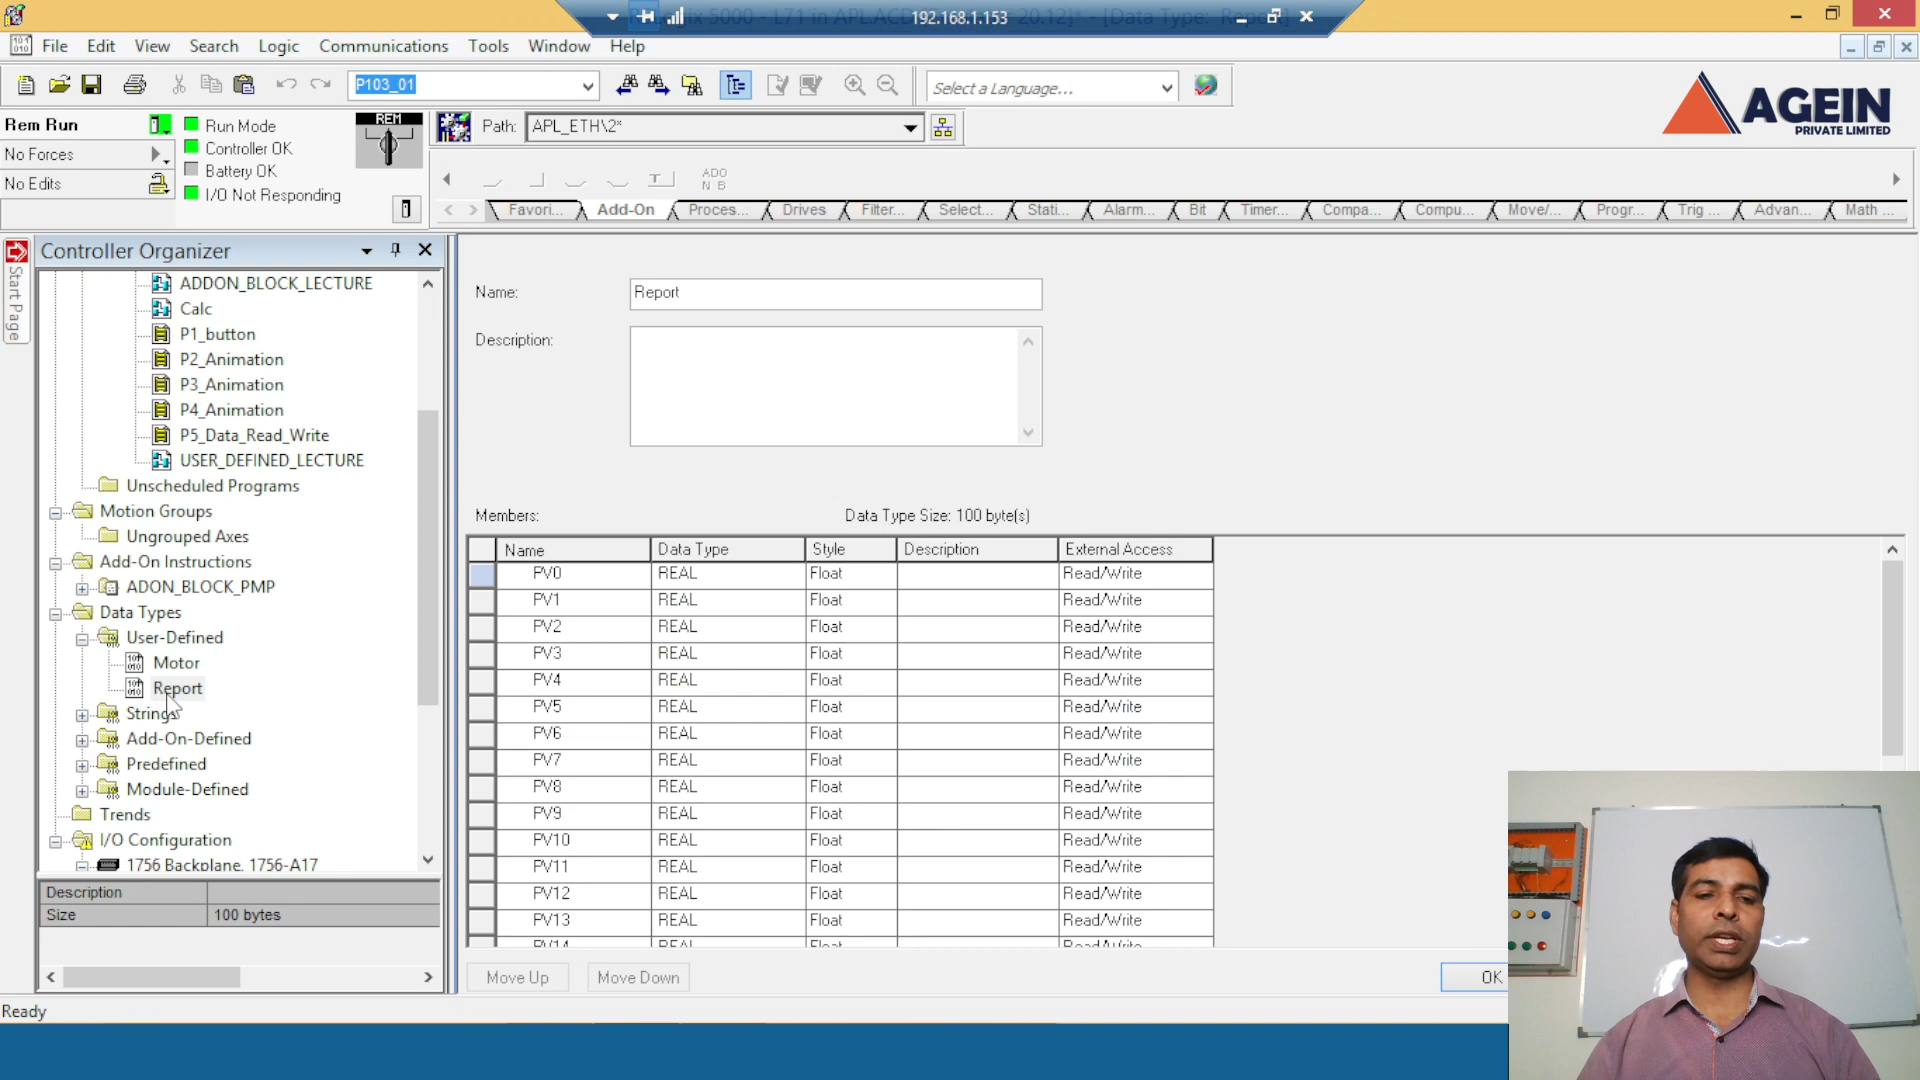 192.168.1.153
File Edit View Search Logic Communications Tools Window Help
P103_01
Select a Language...
AGEIN
PRIVATE LIMITED
Rem Run
No Forces
No Edits
Run Mode
Controller OK
Battery OK
I/O Not Responding
REM
Path: APL_ETH\2*
Favori... Add-On Proces... Drives Filter... Select... Stati... Alarm... Bit Timer... Compa... Compu... Move/... Progr... Trig ... Advan... Math ...
Start Page
Controller Organizer
ADDON_BLOCK_LECTURE
Calc
P1_button
P2_Animation
P3_Animation
P4_Animation
P5_Data_Read_Write
USER_DEFINED_LECTURE
Unscheduled Programs
Motion Groups
Ungrouped Axes
Add-On Instructions
ADON_BLOCK_PMP
Data Types
User-Defined
Motor
Report
Strings
Add-On-Defined
Predefined
Module-Defined
Trends
I/O Configuration
1756 Backplane, 1756-A17
Description
Size 100 bytes
Ready
Name: Report
Description:
Members: Data Type Size: 100 byte(s)
Name Data Type Style Description External Access
PV0 REAL Float Read/Write
PV1 REAL Float Read/Write
PV2 REAL Float Read/Write
PV3 REAL Float Read/Write
PV4 REAL Float Read/Write
PV5 REAL Float Read/Write
PV6 REAL Float Read/Write
PV7 REAL Float Read/Write
PV8 REAL Float Read/Write
PV9 REAL Float Read/Write
PV10 REAL Float Read/Write
PV11 REAL Float Read/Write
PV12 REAL Float Read/Write
PV13 REAL Float Read/Write
PV14 REAL Float Read/Write
Move Up Move Down OK